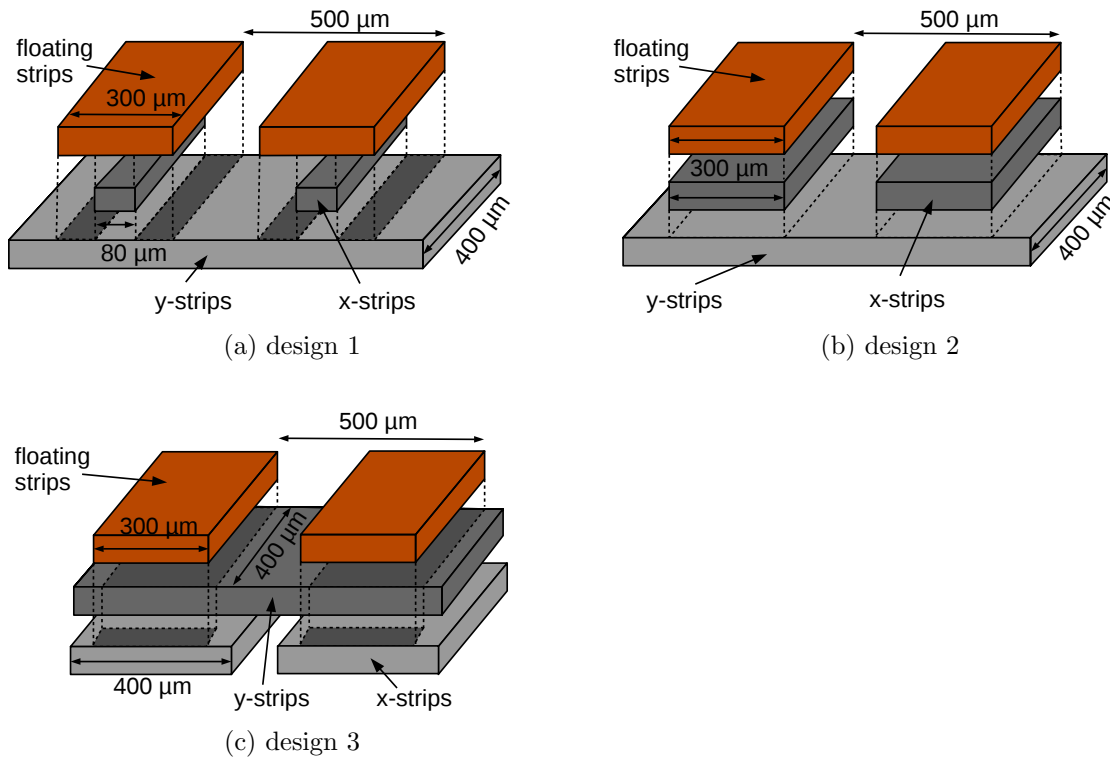 500 µm
floating
strips
300 µm
80 µm
400 µm
y-strips
x-strips
(a) design 1
500 µm
floating
strips
300 µm
400 µm
y-strips
x-strips
(b) design 2
500 µm
floating
strips
300 µm
400 µm
400 µm
y-strips
x-strips
(c) design 3